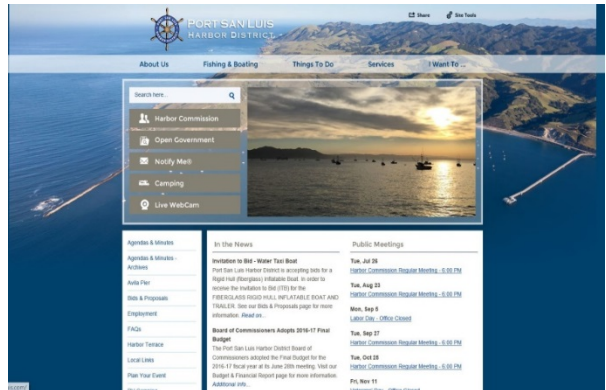 PORT SAN LUIS
HARBOR DISTRICT
Share
Site Tools
About Us
Fishing & Boating
Things To Do
Services
I Want To ...
Search here..
Harbor Commission
Open Government
Notify Me®
Camping
Live WebCam
Agendas & Minutes
Agendas & Minutes -
Archives
Avila Pier
Bids & Proposals
Employment
FAQs
Harbor Terrace
Local Links
Plan Your Event
In the News
Invitation to Bid - Water Taxi Boat
Port San Luis Harbor District is accepting bids for a
Rigid Hull (fiberglass) Inflatable Boat. In order to
receive the Invitation to Bid (ITB) for the
FIBERGLASS RIGID HULL INFLATABLE BOAT AND
TRAILER. See our Bids & Proposals page for more
information. Read on...
Board of Commissioners Adopts 2016-17 Final
Budget
The Port San Luis Harbor District Board of
Commissioners adopted the Final Budget for the
2016-17 fiscal year at its June 28th meeting. Visit our
Budget & Financial Report page for more information.
Additional info...
Public Meetings
Tue, Jul 26
Harbor Commission Regular Meeting - 6:00 PM
Tue, Aug 23
Harbor Commission Regular Meeting - 6:00 PM
Mon, Sep 5
Labor Day - Office Closed
Tue, Sep 27
Harbor Commission Regular Meeting - 6:00 PM
Tue, Oct 25
Harbor Commission Regular Meeting - 6:00 PM
Fri, Nov 11